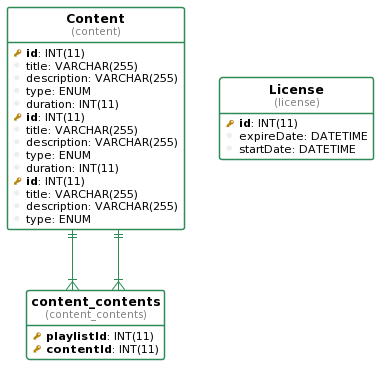 Content
(content)
id: INT(11)
title: VARCHAR(255)
description: VARCHAR(255)
type: ENUM
duration: INT(11)
id: INT(11)
title: VARCHAR(255)
description: VARCHAR(255)
type: ENUM
duration: INT(11)
id: INT(11)
title: VARCHAR(255)
description: VARCHAR(255)
type: ENUM
License
(license)
id: INT(11)
expireDate: DATETIME
startDate: DATETIME
content_contents
(content_contents)
playlistId: INT(11)
contentId: INT(11)